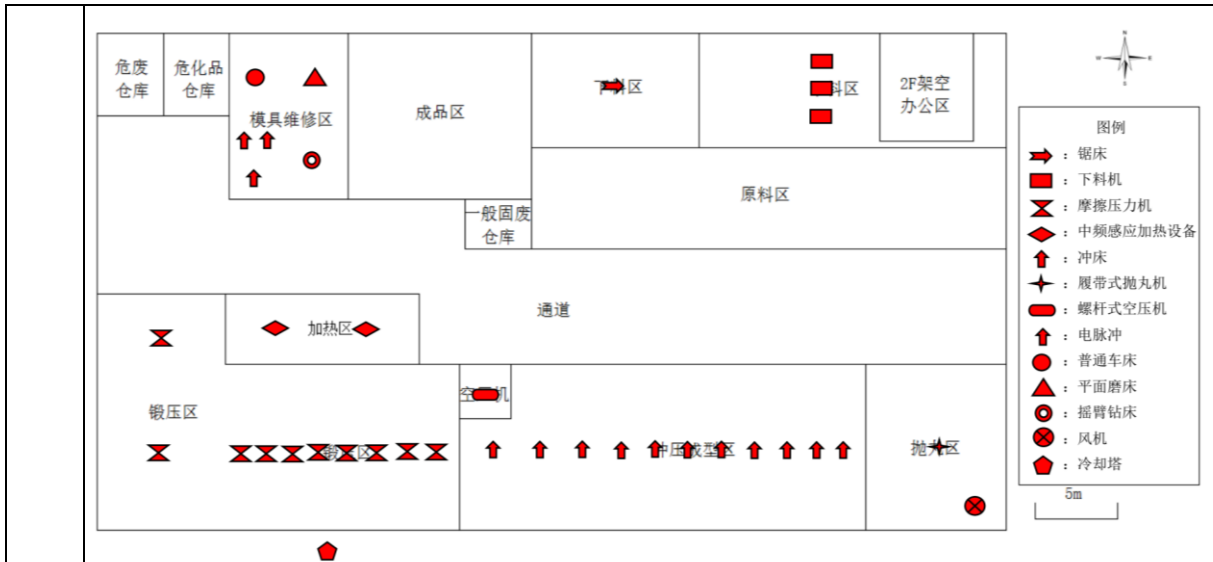 危废
仓库
危化品
仓库
模具维修区
成品区
下料区
料区
2F架空
办公区
原料区
一般固废
仓库
通道
加热区
锻压区
空压机
锻压区
冲压成型区
抛丸区
图例
：锯床
：下料机
：摩擦压力机
：中频感应加热设备
：冲床
：履带式抛丸机
：螺杆式空压机
：电脉冲
：普通车床
：平面磨床
：摇臂钻床
：风机
：冷却塔
5m